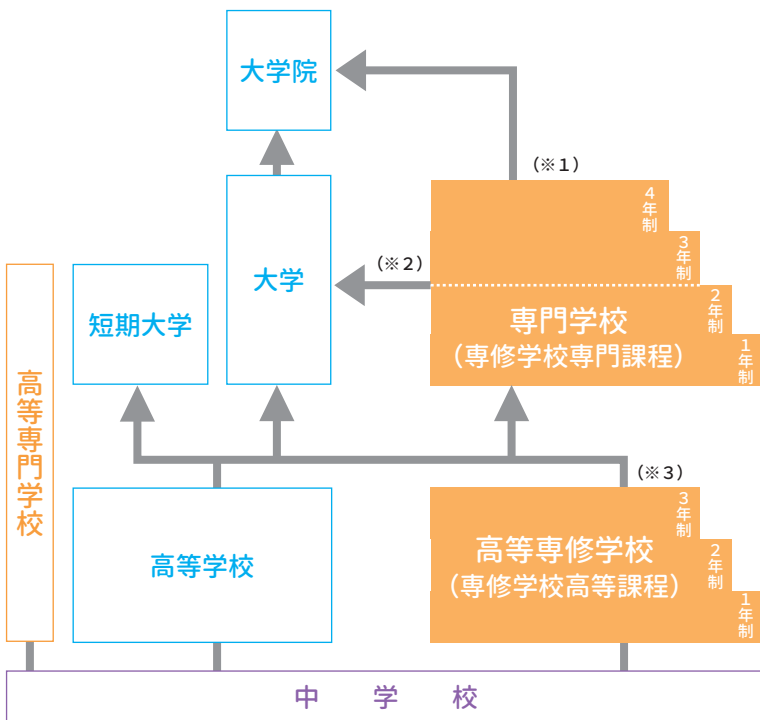 大学院
(※1)
4年制
3年制
(※2)
大学
短期大学
2年制
専門学校
(専修学校専門課程)
1年制
高等専門学校
(※3)
3年制
高等学校
高等専修学校
(専修学校高等課程)
2年制
1年制
中学校